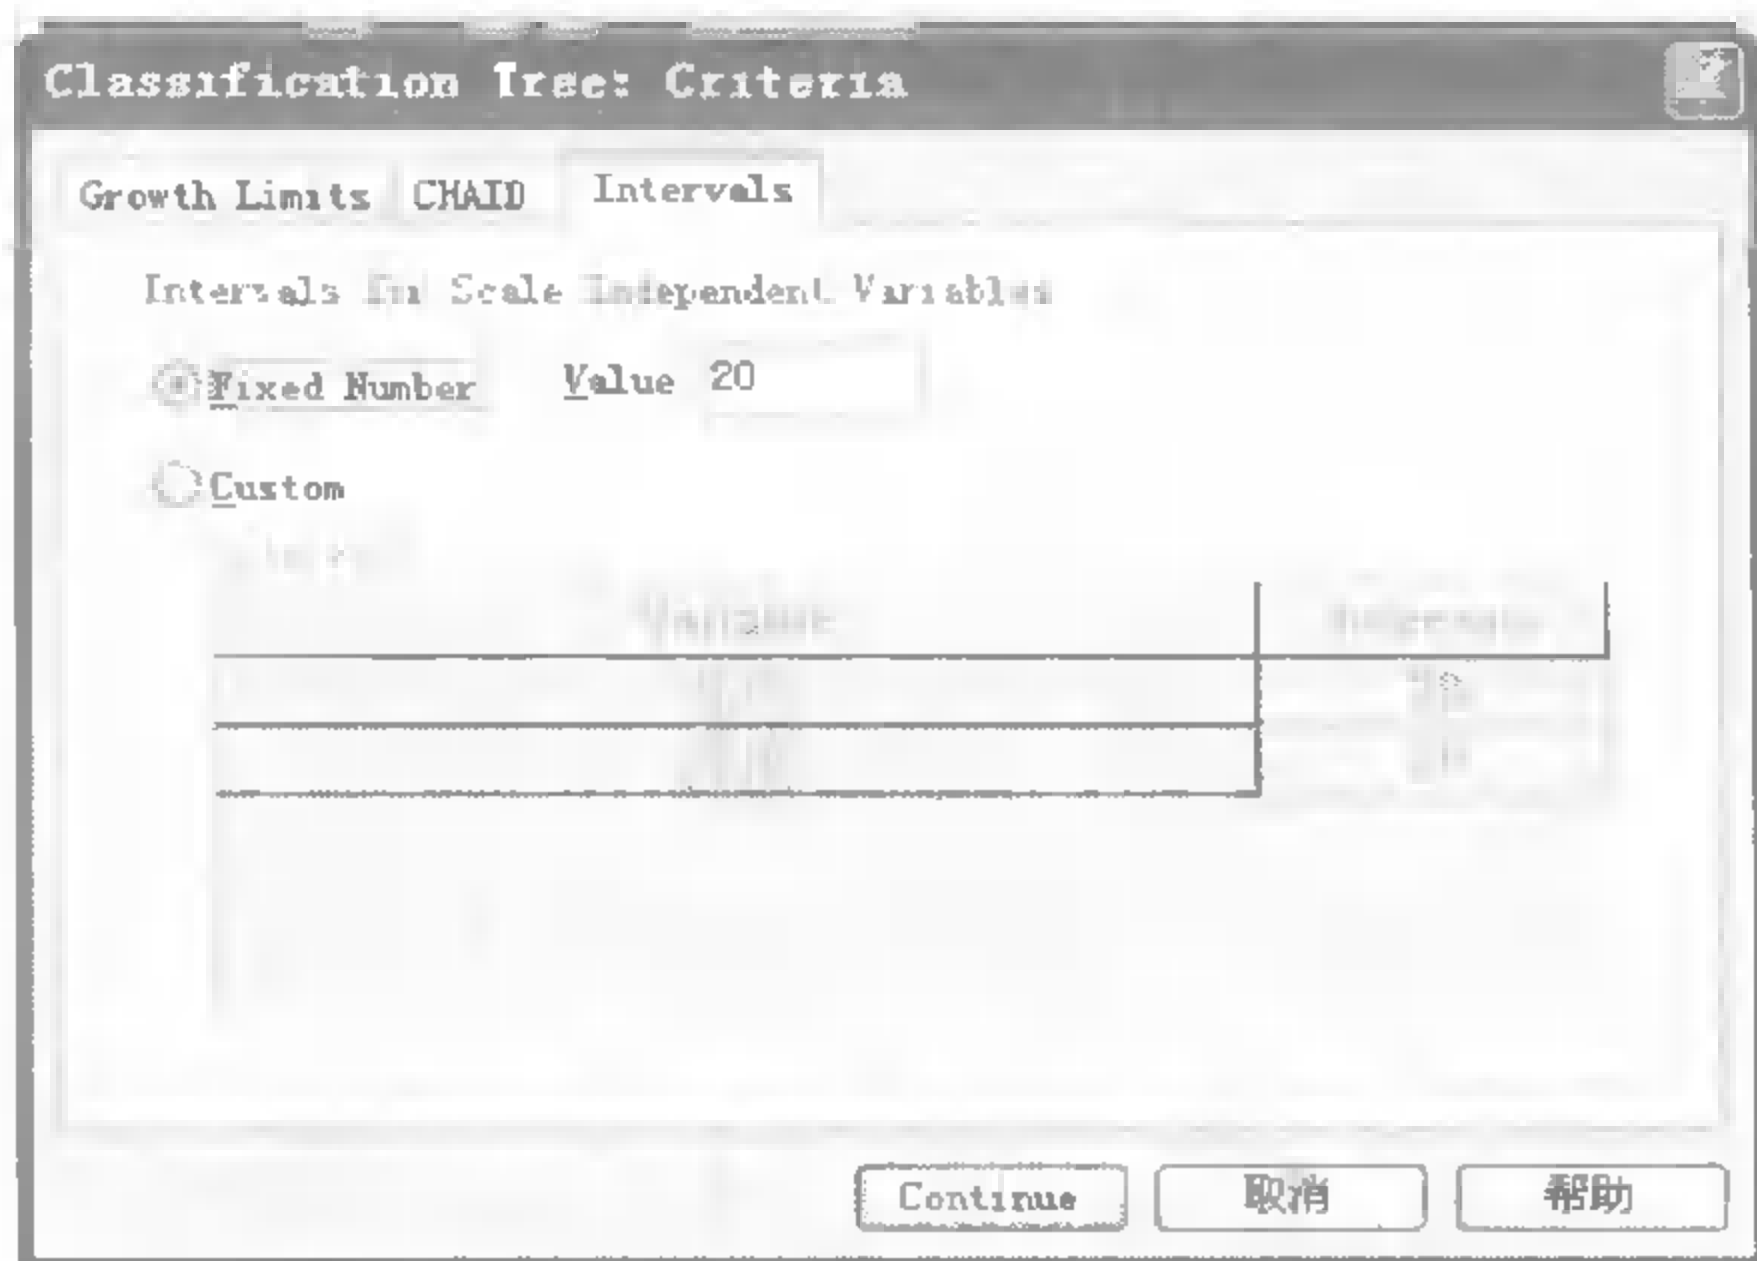 Classification Tree: Criteria
Growth Limits CHAID Intervals
Intervals For Scale Independent Variables
Fixed Number Value 20
Custom
Variable
Continue 取消 帮助